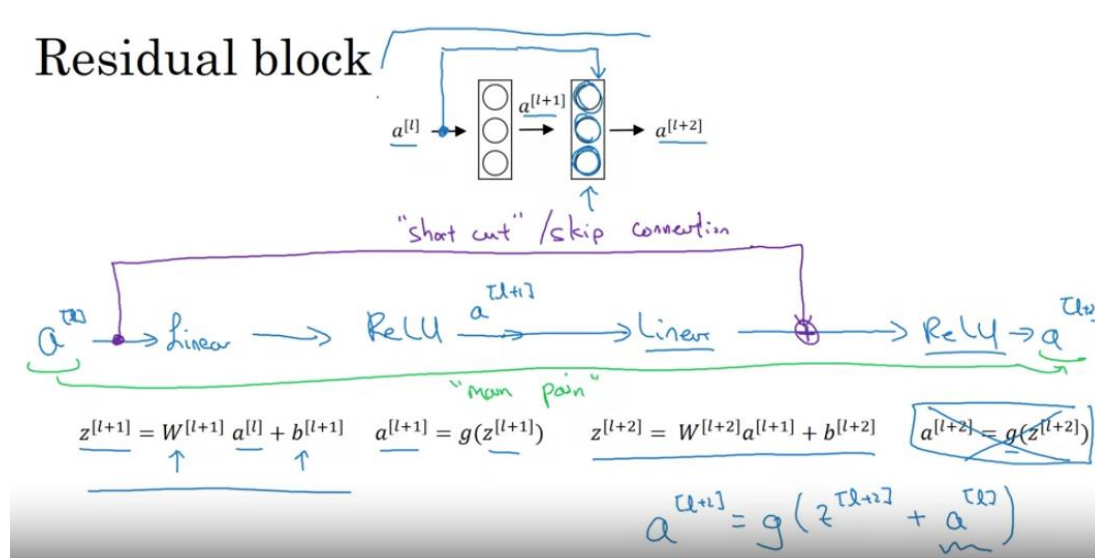 Residual block
a^[l] a^[l+1] a^[l+2]
"short cut" / skip connection
a^[l] → Linear → ReLU a^[l+1] → Linear → ⊕ → ReLU → a^[l+2]
"main path"
z^[l+1] = W^[l+1] a^[l] + b^[l+1] a^[l+1] = g(z^[l+1]) z^[l+2] = W^[l+2]a^[l+1] + b^[l+2] a^[l+2] = g(z^[l+2])
a^[l+2] = g(z^[l+2] + a^[l])